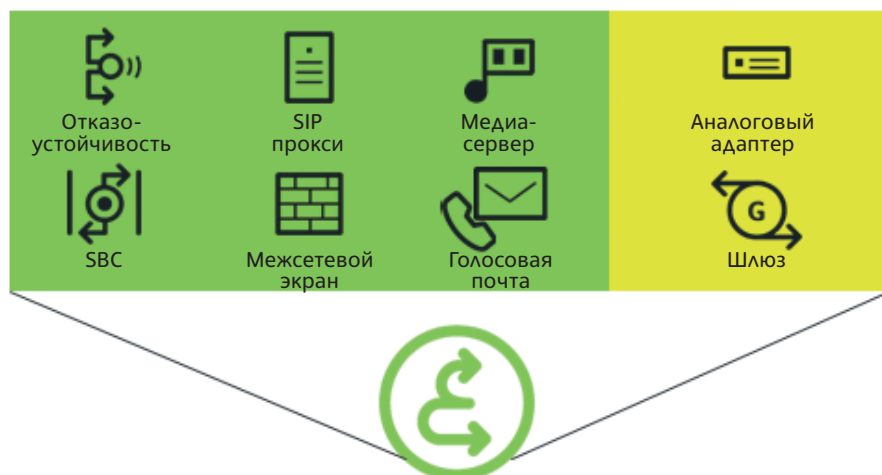 Отказо-
устойчивость
SIP
прокси
Медиа-
сервер
Аналоговый
адаптер
SBC
Межсетевой
экран
Голосовая
почта
G
Шлюз